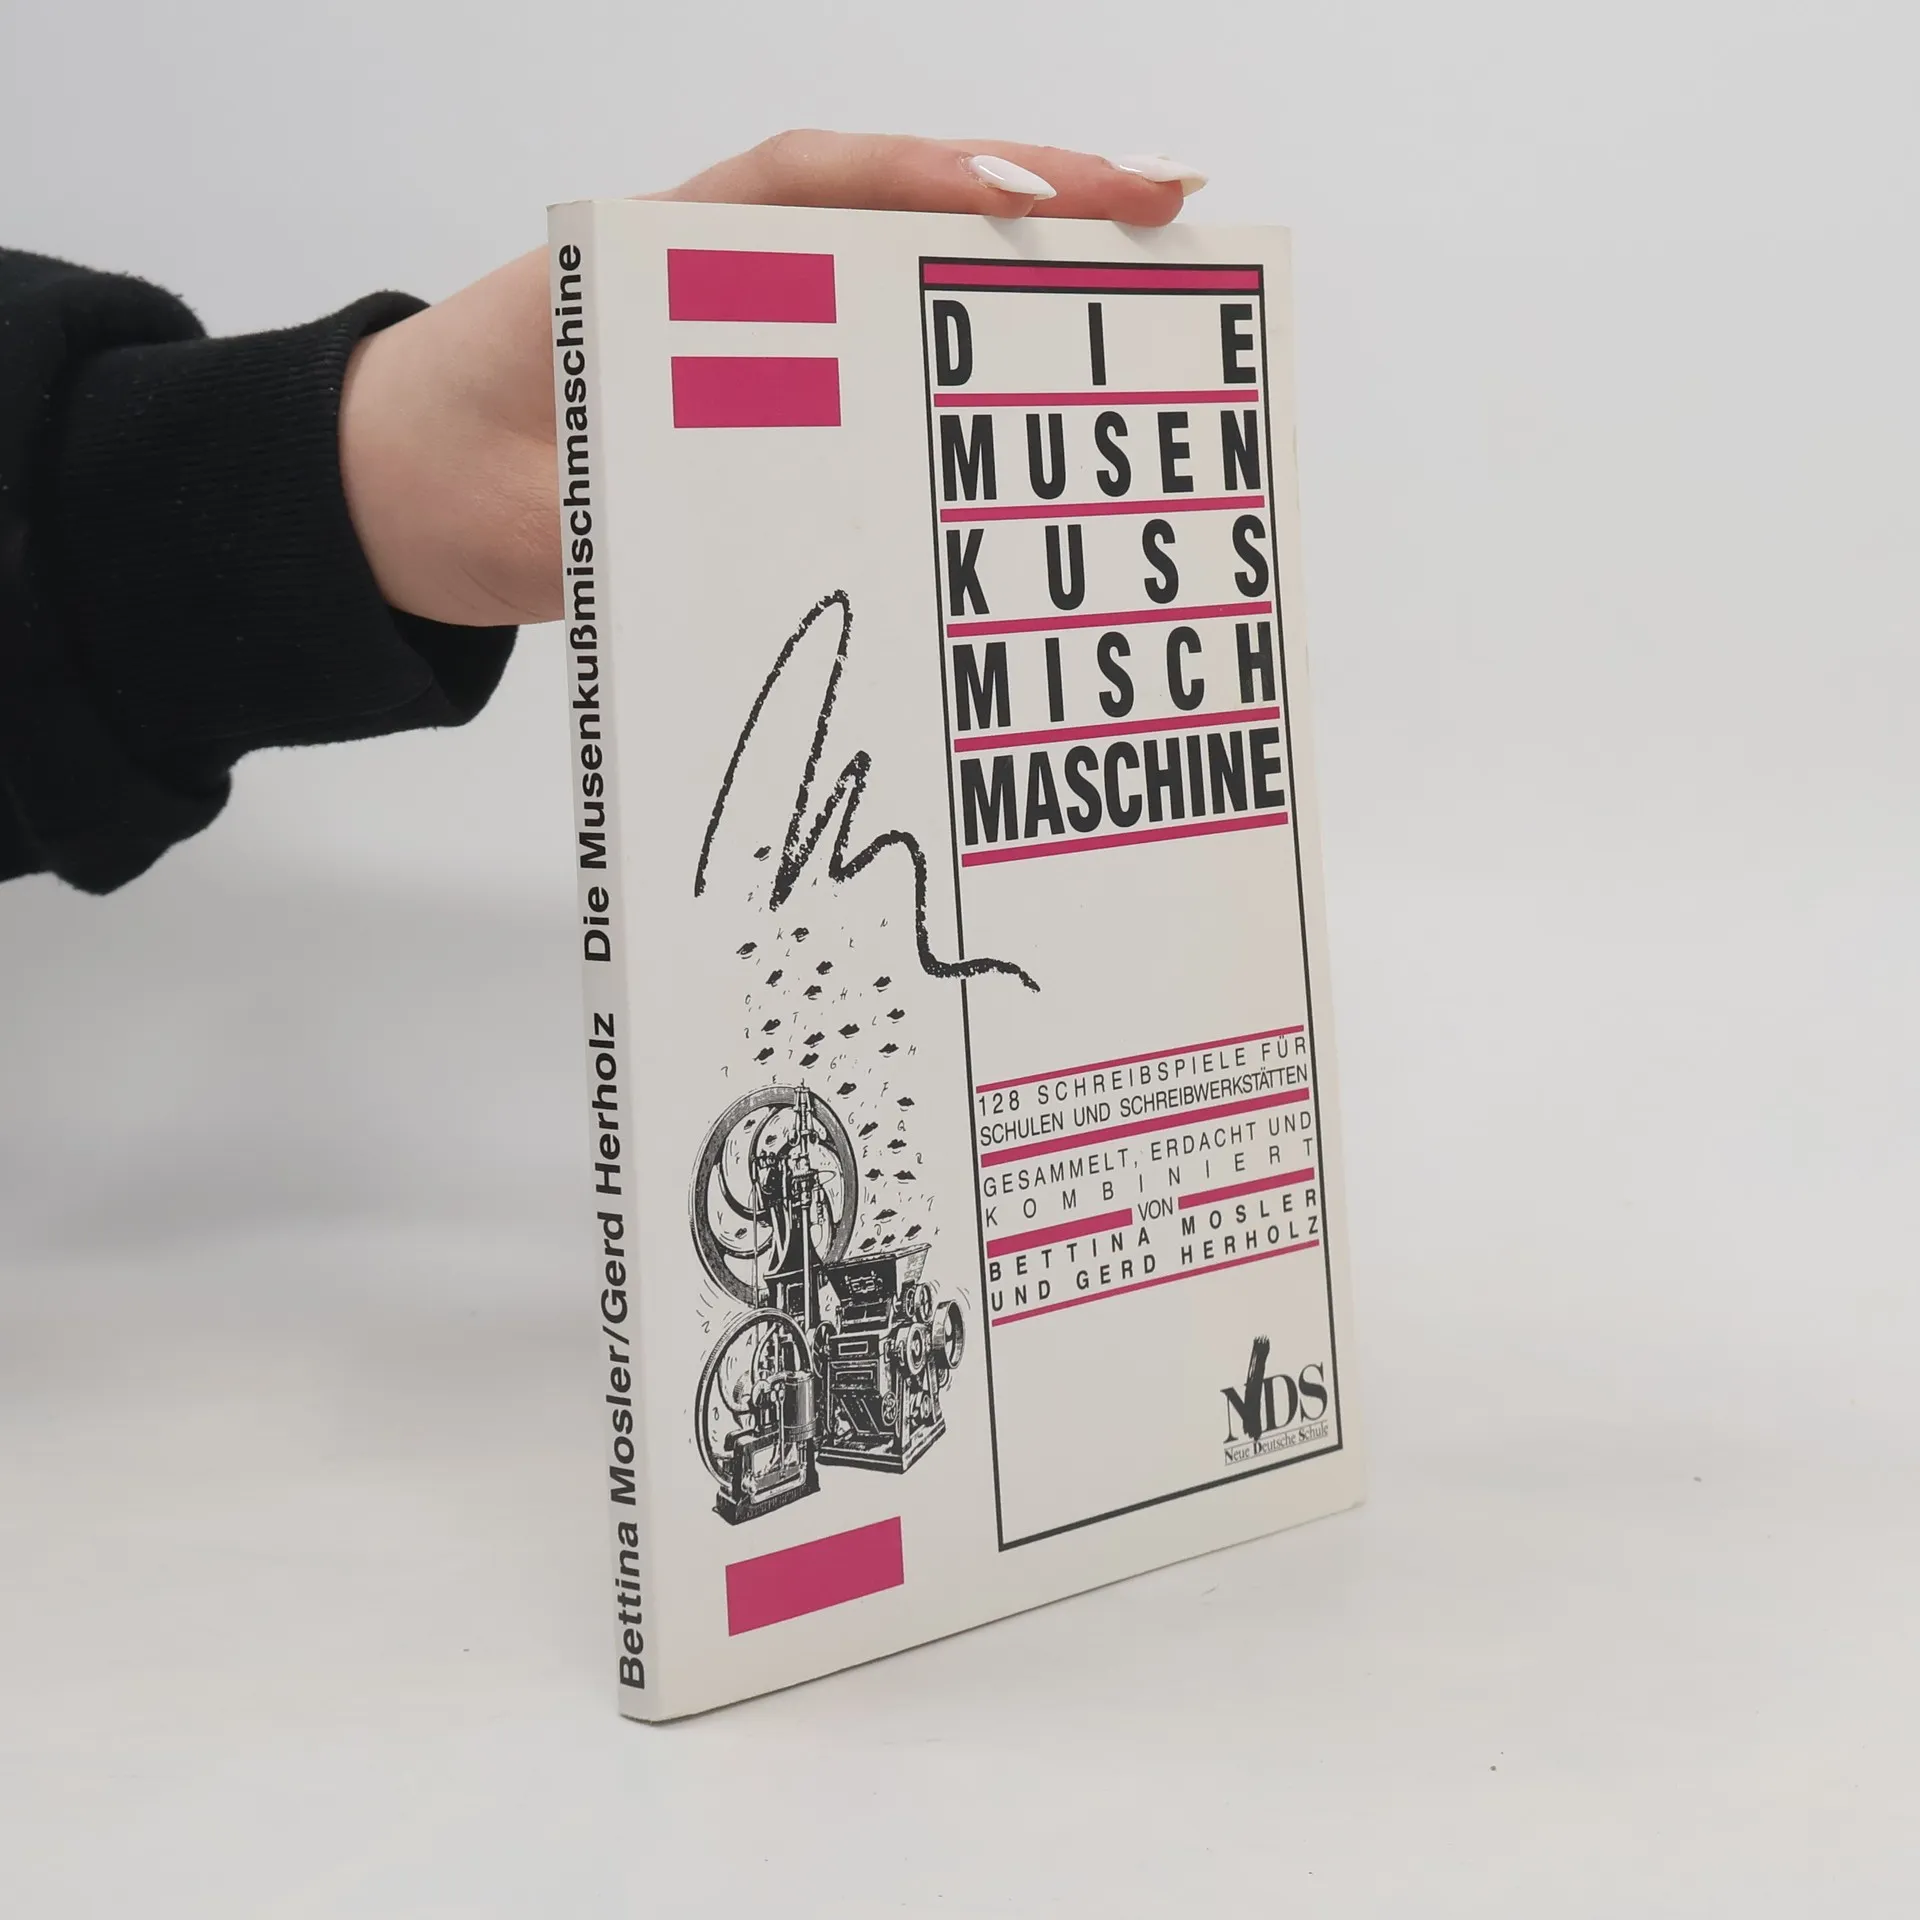 Bettina Mosler/Gerd Herholz Die Musenkußmischmaschine
DIE
MUSEN
KUSS
MISCH
MASCHINE
128 SCHREIBSPIELE FÜR
SCHULEN UND SCHREIBWERKSTÄTTEN
GESAMMELT, ERDACHT UND
KOMBINIERT
VON
BETTINA MOSLER
UND GERD HERHOLZ
NDS
Neue Deutsche Schule